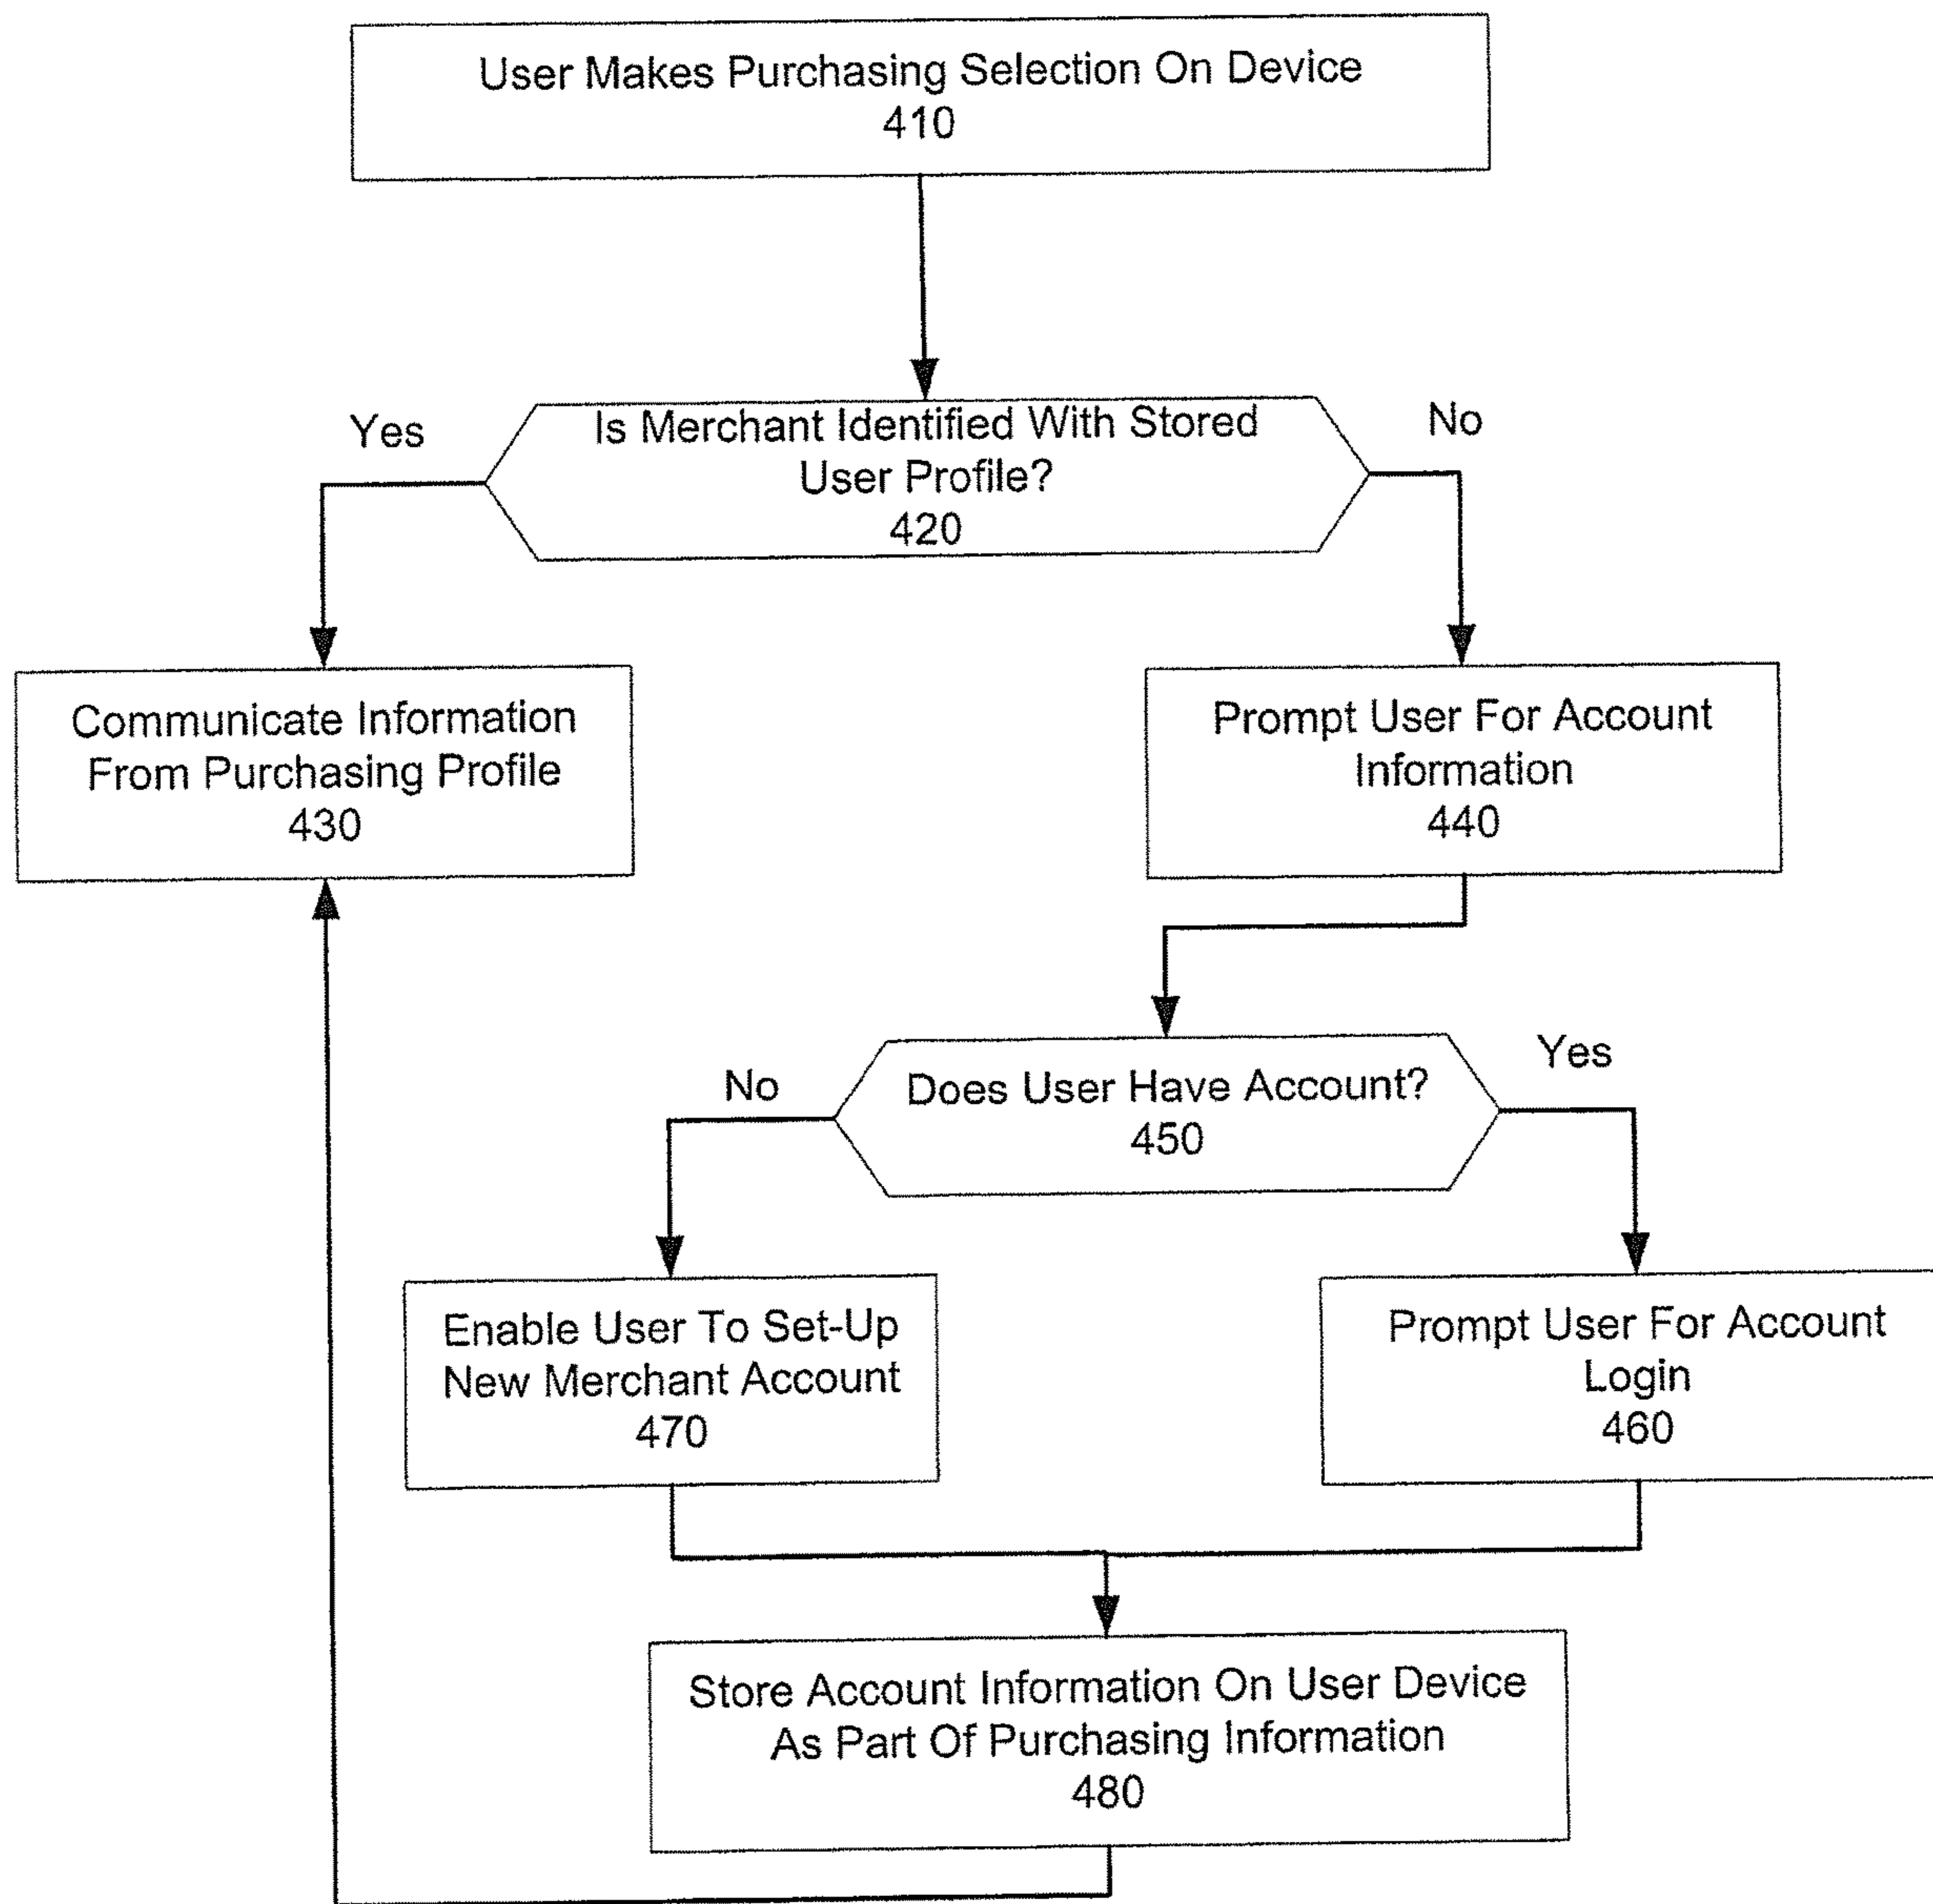 User Makes Purchasing Selection On Device
410
Yes
Is Merchant Identified With Stored
User Profile?
420
No
Communicate Information
From Purchasing Profile
430
Prompt User For Account
Information
440
No
Does User Have Account?
450
Yes
Enable User To Set-Up
New Merchant Account
470
Prompt User For Account
Login
460
Store Account Information On User Device
As Part Of Purchasing Information
480